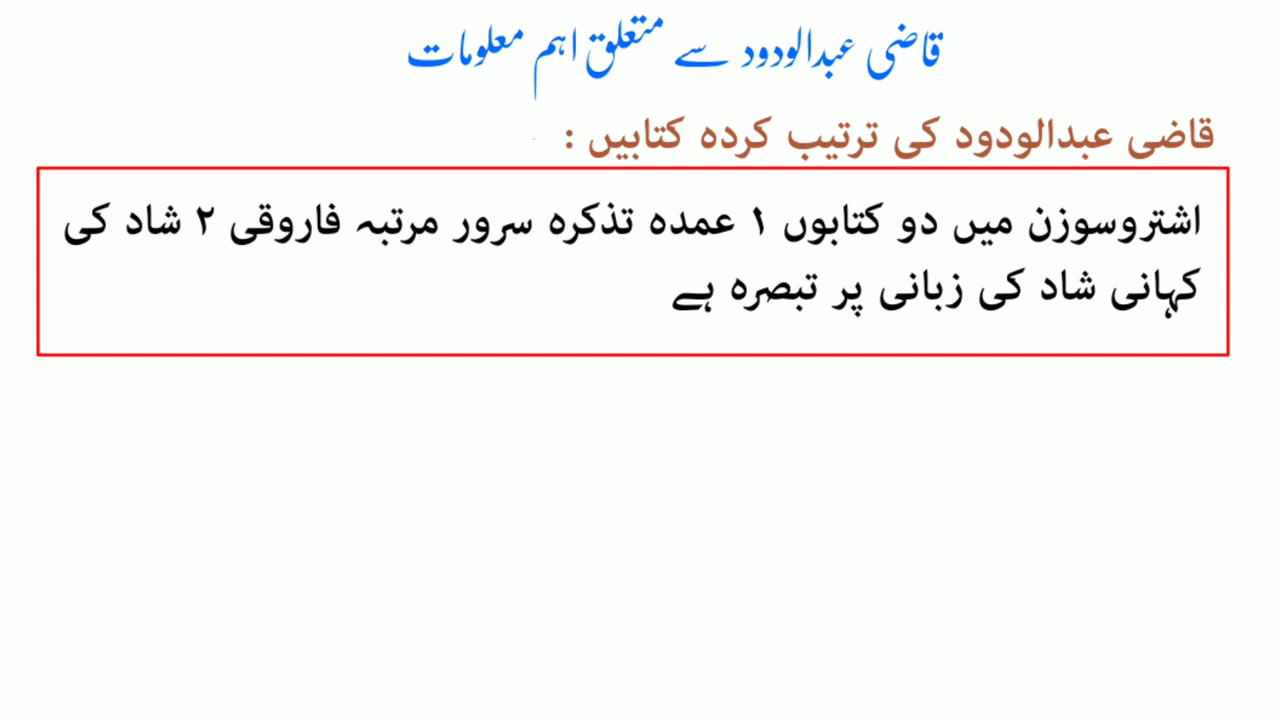 قاضی عبدالودود سے متعلق اہم معلومات
قاضی عبدالودود کی ترتیب کردہ کتابیں :
اشتروسوزن میں دو کتابوں ۱ عمدہ تذکرہ سرور مرتبہ فاروقی ۲ شاد کی
کہانی شاد کی زبانی پر تبصرہ ہے